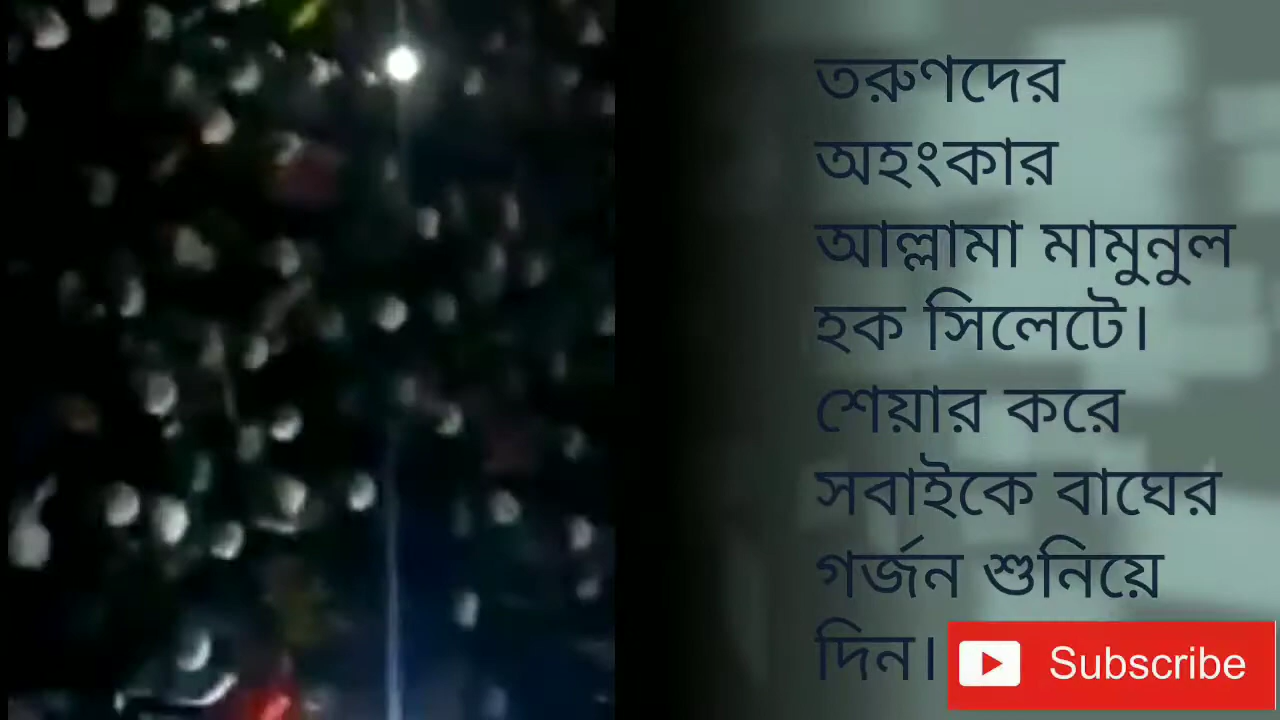 তরুণদের
অহংকার
আল্লামা মামুনুল
হক সিলেটে।
শেয়ার করে
সবাইকে বাঘের
গর্জন শুনিয়ে
দিন।
Subscribe